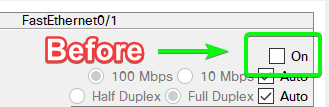 FastEthernet0/1
Before
On
100 Mbps 10 Mbps Auto
Half Duplex Full Duplex Auto